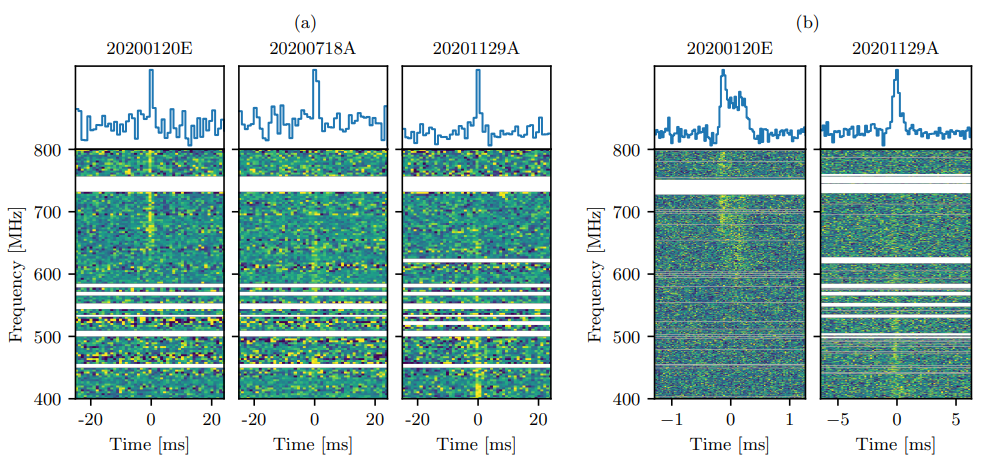 (a)
(b)
20200120E 20200718A 20201129A
20200120E 20201129A
800
700
600
500
400
Frequency [MHz]
-20 0 20
-20 0 20
-20 0 20
Time [ms]
Time [ms]
Time [ms]
800
700
600
500
400
Frequency [MHz]
−1 0 1
−5 0 5
Time [ms]
Time [ms]